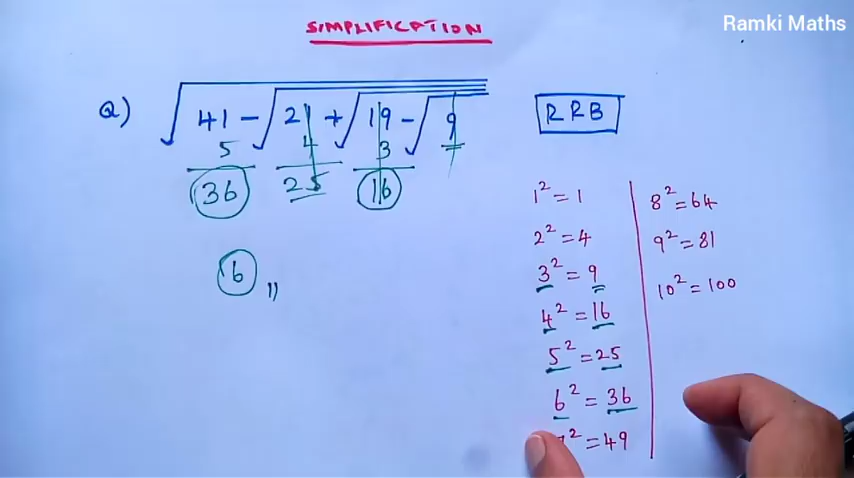 Ramki Maths
SIMPLIFICATION
Q) √41-√21+√19-√9
5 4 3
36 25 16
6 ,,
RRB
1²=1
2²=4
3²=9
4²=16
5²=25
6²=36
7²=49
8²=64
9²=81
10²=100